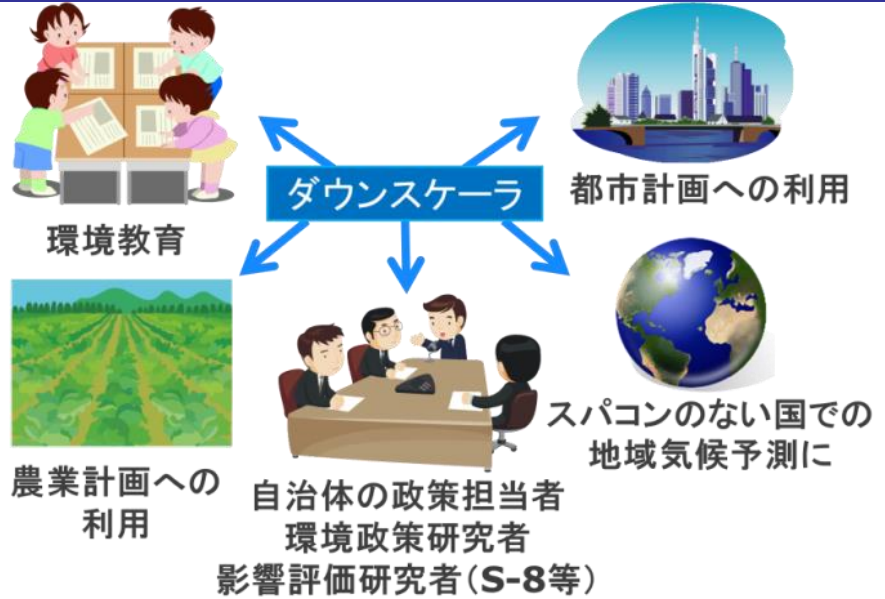 ダウンスケーラ
環境教育
都市計画への利用
農業計画への
利用
自治体の政策担当者
環境政策研究者
影響評価研究者(S-8等)
スパコンのない国での
地域気候予測に